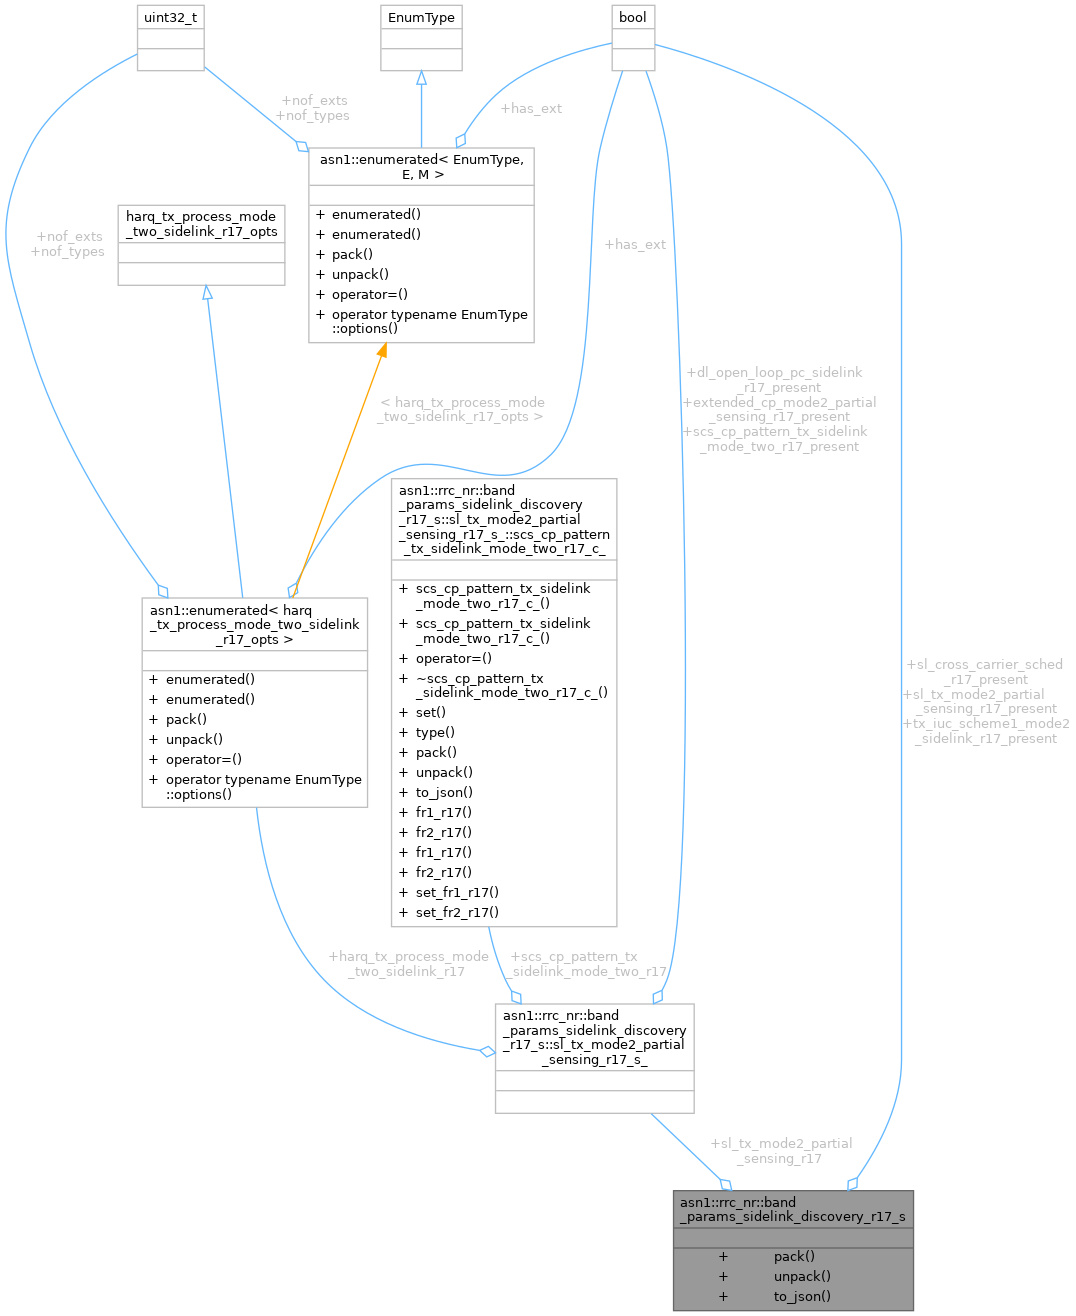 uint32_t
EnumType
bool
+nof_exts
+nof_types
+has_ext
asn1::enumerated< EnumType,
E, M >
+ enumerated()
+ enumerated()
+ pack()
+ unpack()
+ operator=()
+ operator typename EnumType
::options()
harq_tx_process_mode
_two_sidelink_r17_opts
+nof_exts
+nof_types
+has_ext
+dl_open_loop_pc_sidelink
_r17_present
+extended_cp_mode2_partial
_sensing_r17_present
+scs_cp_pattern_tx_sidelink
_mode_two_r17_present
< harq_tx_process_mode
_two_sidelink_r17_opts >
asn1::rrc_nr::band
_params_sidelink_discovery
_r17_s::sl_tx_mode2_partial
_sensing_r17_s_::scs_cp_pattern
_tx_sidelink_mode_two_r17_c_
+ scs_cp_pattern_tx_sidelink
_mode_two_r17_c_()
+ scs_cp_pattern_tx_sidelink
_mode_two_r17_c_()
+ operator=()
+ ~scs_cp_pattern_tx
_sidelink_mode_two_r17_c_()
+ set()
+ type()
+ pack()
+ unpack()
+ to_json()
+ fr1_r17()
+ fr2_r17()
+ fr1_r17()
+ fr2_r17()
+ set_fr1_r17()
+ set_fr2_r17()
asn1::enumerated< harq
_tx_process_mode_two_sidelink
_r17_opts >
+ enumerated()
+ enumerated()
+ pack()
+ unpack()
+ operator=()
+ operator typename EnumType
::options()
+sl_cross_carrier_sched
_r17_present
+sl_tx_mode2_partial
_sensing_r17_present
+tx_iuc_scheme1_mode2
_sidelink_r17_present
+harq_tx_process_mode
_two_sidelink_r17
+scs_cp_pattern_tx
_sidelink_mode_two_r17
asn1::rrc_nr::band
_params_sidelink_discovery
_r17_s::sl_tx_mode2_partial
_sensing_r17_s_
+sl_tx_mode2_partial
_sensing_r17
asn1::rrc_nr::band
_params_sidelink_discovery_r17_s
+ pack()
+ unpack()
+ to_json()